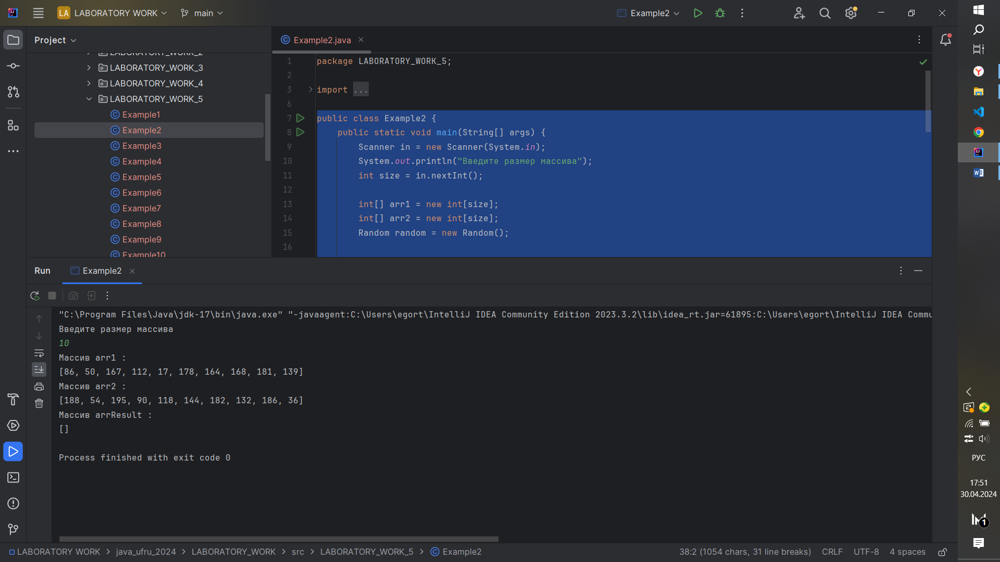 LA LABORATORY WORK main Example2
Project
Example2.java
LABORATORY_WORK_2
LABORATORY_WORK_3
LABORATORY_WORK_4
LABORATORY_WORK_5
Example1
Example2
Example3
Example4
Example5
Example6
Example7
Example8
Example9
Example10
1 package LABORATORY_WORK_5;
2
3 import ...
6
7 public class Example2 {
8 public static void main(String[] args) {
9 Scanner in = new Scanner(System.in);
10 System.out.println("Введите размер массива");
11 int size = in.nextInt();
12
13 int[] arr1 = new int[size];
14 int[] arr2 = new int[size];
15 Random random = new Random();
16
Run Example2
"C:\Program Files\Java\jdk-17\bin\java.exe" "-javaagent:C:\Users\egort\IntelliJ IDEA Community Edition 2023.3.2\lib\idea_rt.jar=61895:C:\Users\egort\IntelliJ IDEA Commu
Введите размер массива
10
Массив arr1 :
[86, 50, 167, 112, 17, 178, 164, 168, 181, 139]
Массив arr2 :
[188, 54, 195, 90, 118, 144, 182, 132, 186, 36]
Массив arrResult :
[]
Process finished with exit code 0
LABORATORY WORK > java_ufru_2024 > LABORATORY_WORK > src > LABORATORY_WORK_5 > Example2
38:2 (1054 chars, 31 line breaks) CRLF UTF-8 4 spaces
РУС
17:51
30.04.2024
1